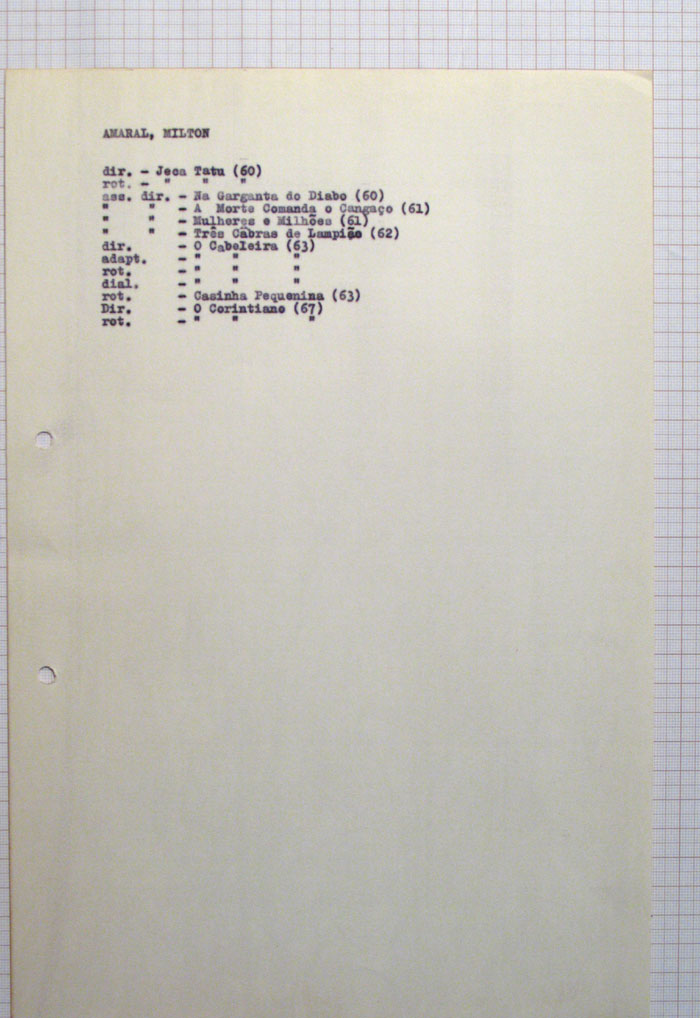 AMARAL, MILTON
dir. - Jeca Tatu (60)
rot. - " " "
ass. dir. - Na Garganta do Diabo (60)
" " - A Morte Comanda o Cangaço (61)
" " - Mulheres e Milhões (61)
" " - Três Cabras de Lampião (62)
dir. - O Cabeleira (63)
adapt. - " " "
rot. - " " "
dial. - " " "
rot. - Casinha Pequenina (63)
Dir. - O Corintiano (67)
rot. - " " "